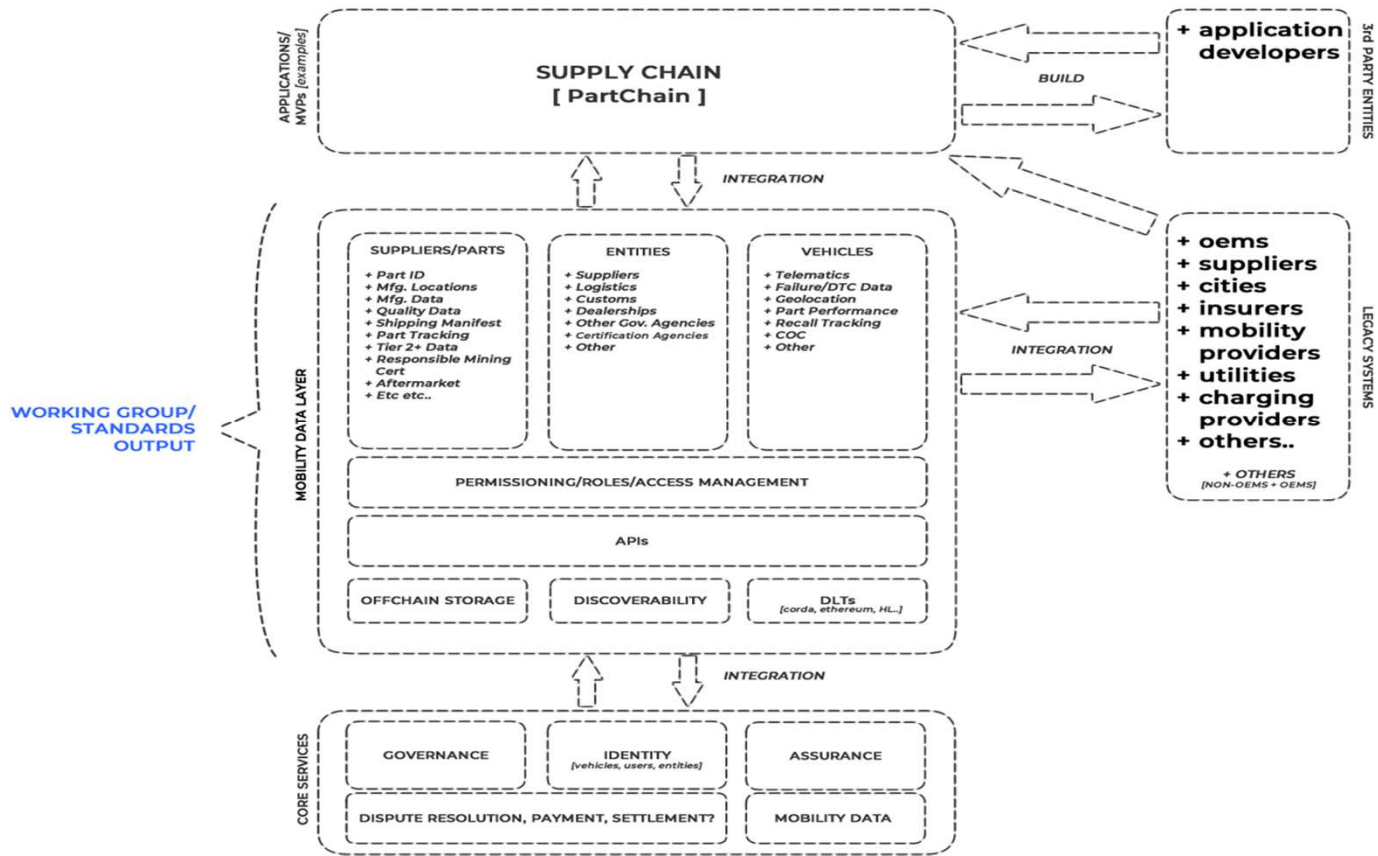 APPLICATIONS/
MVPs [examples]
SUPPLY CHAIN
[ PartChain ]
BUILD
+ application
developers
3rd PARTY ENTITIES
INTEGRATION
WORKING GROUP/
STANDARDS
OUTPUT
MOBILITY DATA LAYER
SUPPLIERS/PARTS
+ Part ID
+ Mfg. Locations
+ Mfg. Data
+ Quality Data
+ Shipping Manifest
+ Part Tracking
+ Tier 2+ Data
+ Responsible Mining
Cert
+ Aftermarket
+ Etc etc..
ENTITIES
+ Suppliers
+ Logistics
+ Customs
+ Dealerships
+ Other Gov. Agencies
+ Certification Agencies
+ Other
VEHICLES
+ Telematics
+ Failure/DTC Data
+ Geolocation
+ Part Performance
+ Recall Tracking
+ COC
+ Other
PERMISSIONING/ROLES/ACCESS MANAGEMENT
APIs
OFFCHAIN STORAGE
DISCOVERABILITY
DLTs
[corda, ethereum, HL..]
INTEGRATION
+ oems
+ suppliers
+ cities
+ insurers
+ mobility
providers
+ utilities
+ charging
providers
+ others..
+ OTHERS
[NON-OEMS + OEMS]
LEGACY SYSTEMS
INTEGRATION
CORE SERVICES
GOVERNANCE
IDENTITY
[vehicles, users, entities]
ASSURANCE
DISPUTE RESOLUTION, PAYMENT, SETTLEMENT?
MOBILITY DATA